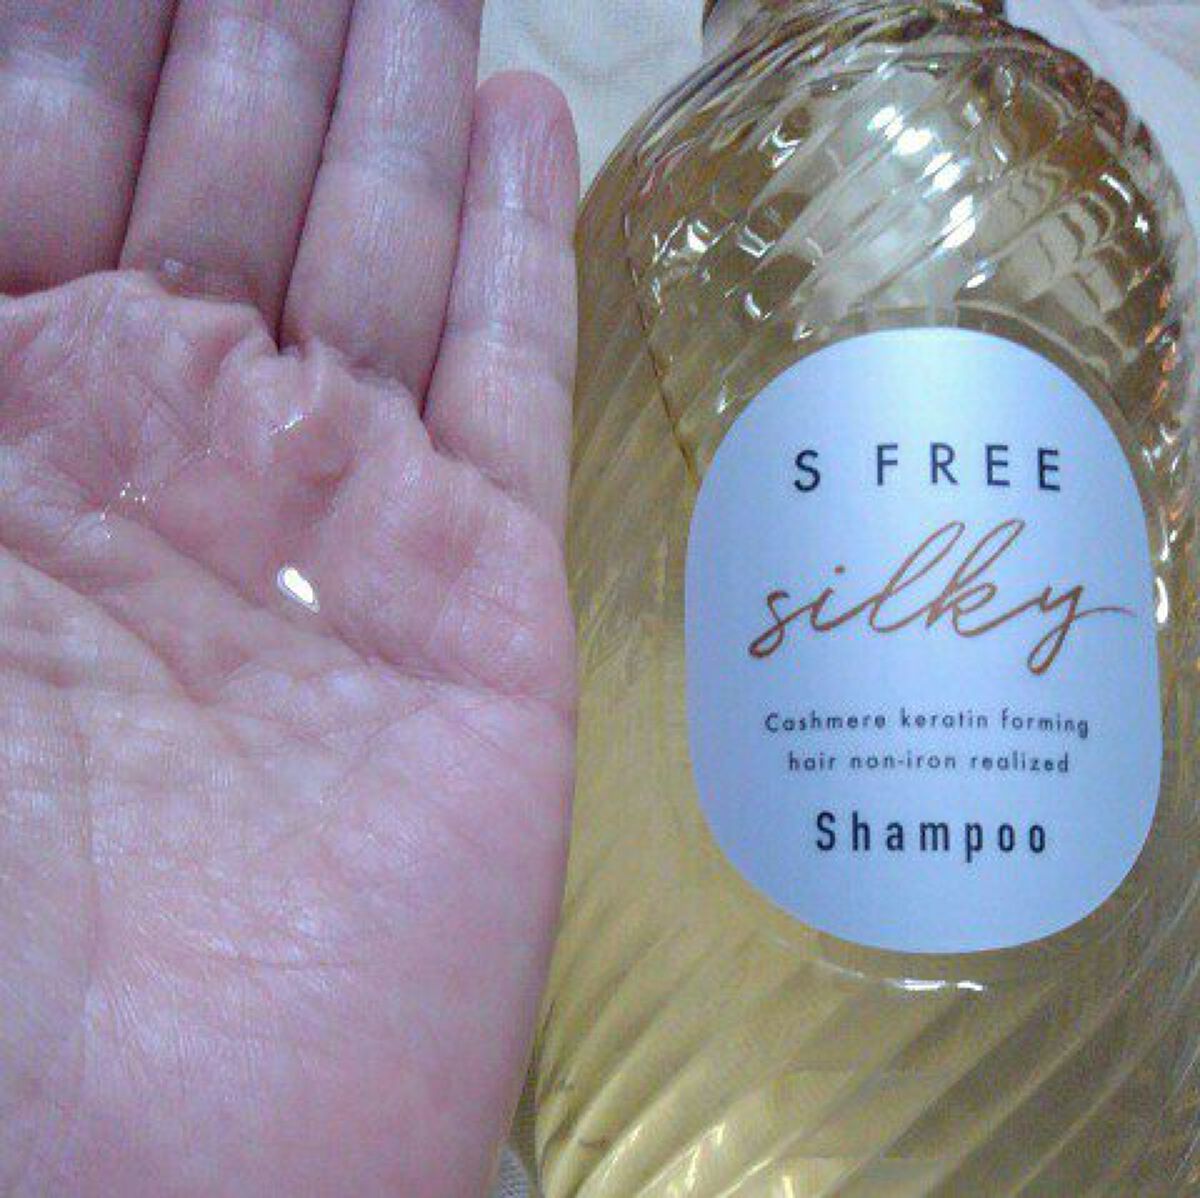 S FREE
silky
Cashmere keratin forming
hair non-iron realized
Shampoo